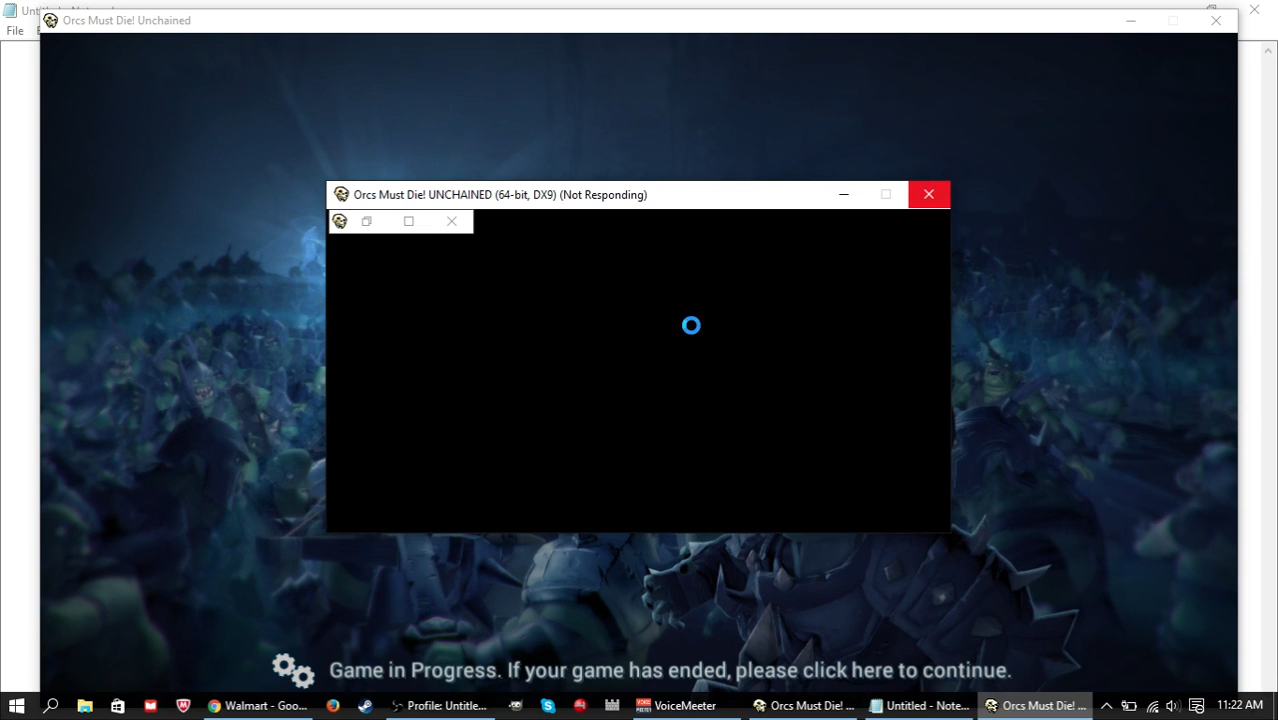 Orcs Must Die! Unchained
File
Orcs Must Die! UNCHAINED (64-bit, DX9) (Not Responding)
Game in Progress. If your game has ended, please click here to continue.
Walmart - Goo...
Profile: Untitle...
VOICE MEETER
VoiceMeeter
Orcs Must Die! ...
Untitled - Note...
Orcs Must Die! ...
11:22 AM